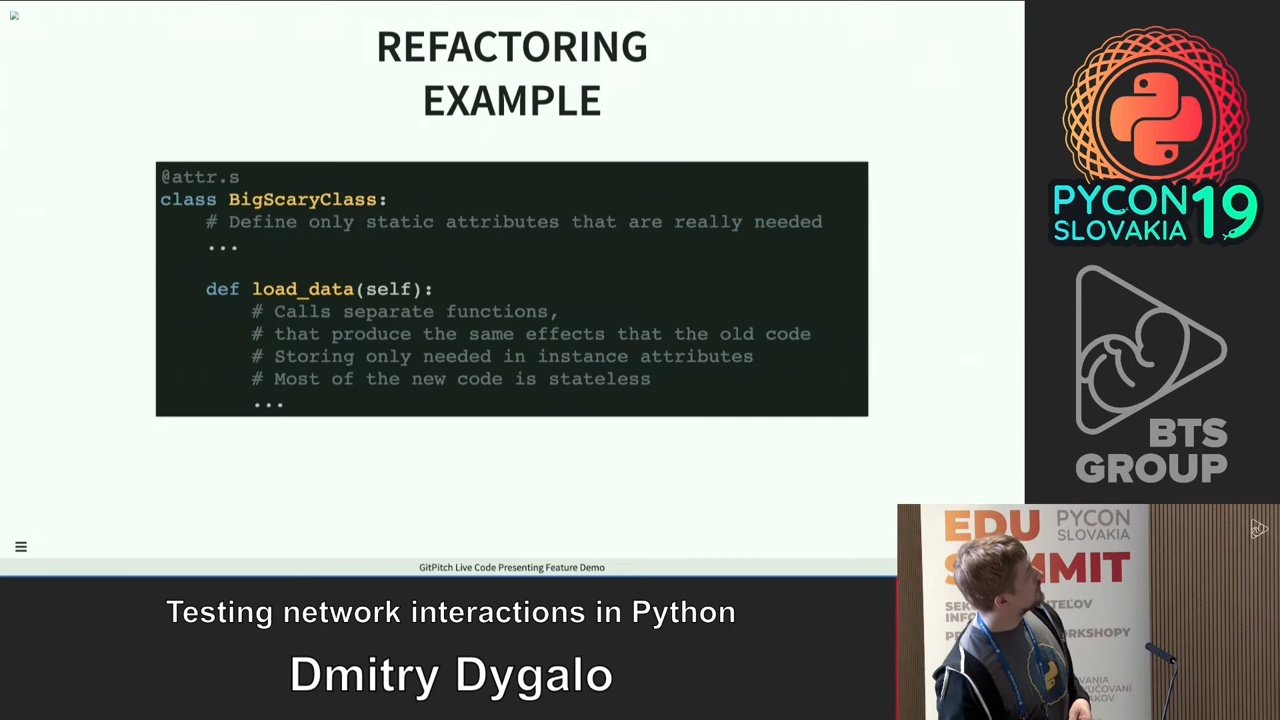 REFACTORING
EXAMPLE
@attr.s
class BigScaryClass:
# Define only static attributes that are really needed
...
def load_data(self):
# Calls separate functions,
# that produce the same effects that the old code
# Storing only needed in instance attributes
# Most of the new code is stateless
...
GitPitch Live Code Presenting Feature Demo
PYCON
SLOVAKIA
19
BTS
GROUP
Testing network interactions in Python
Dmitry Dygalo
EDU
PYCON
SLOVAKIA